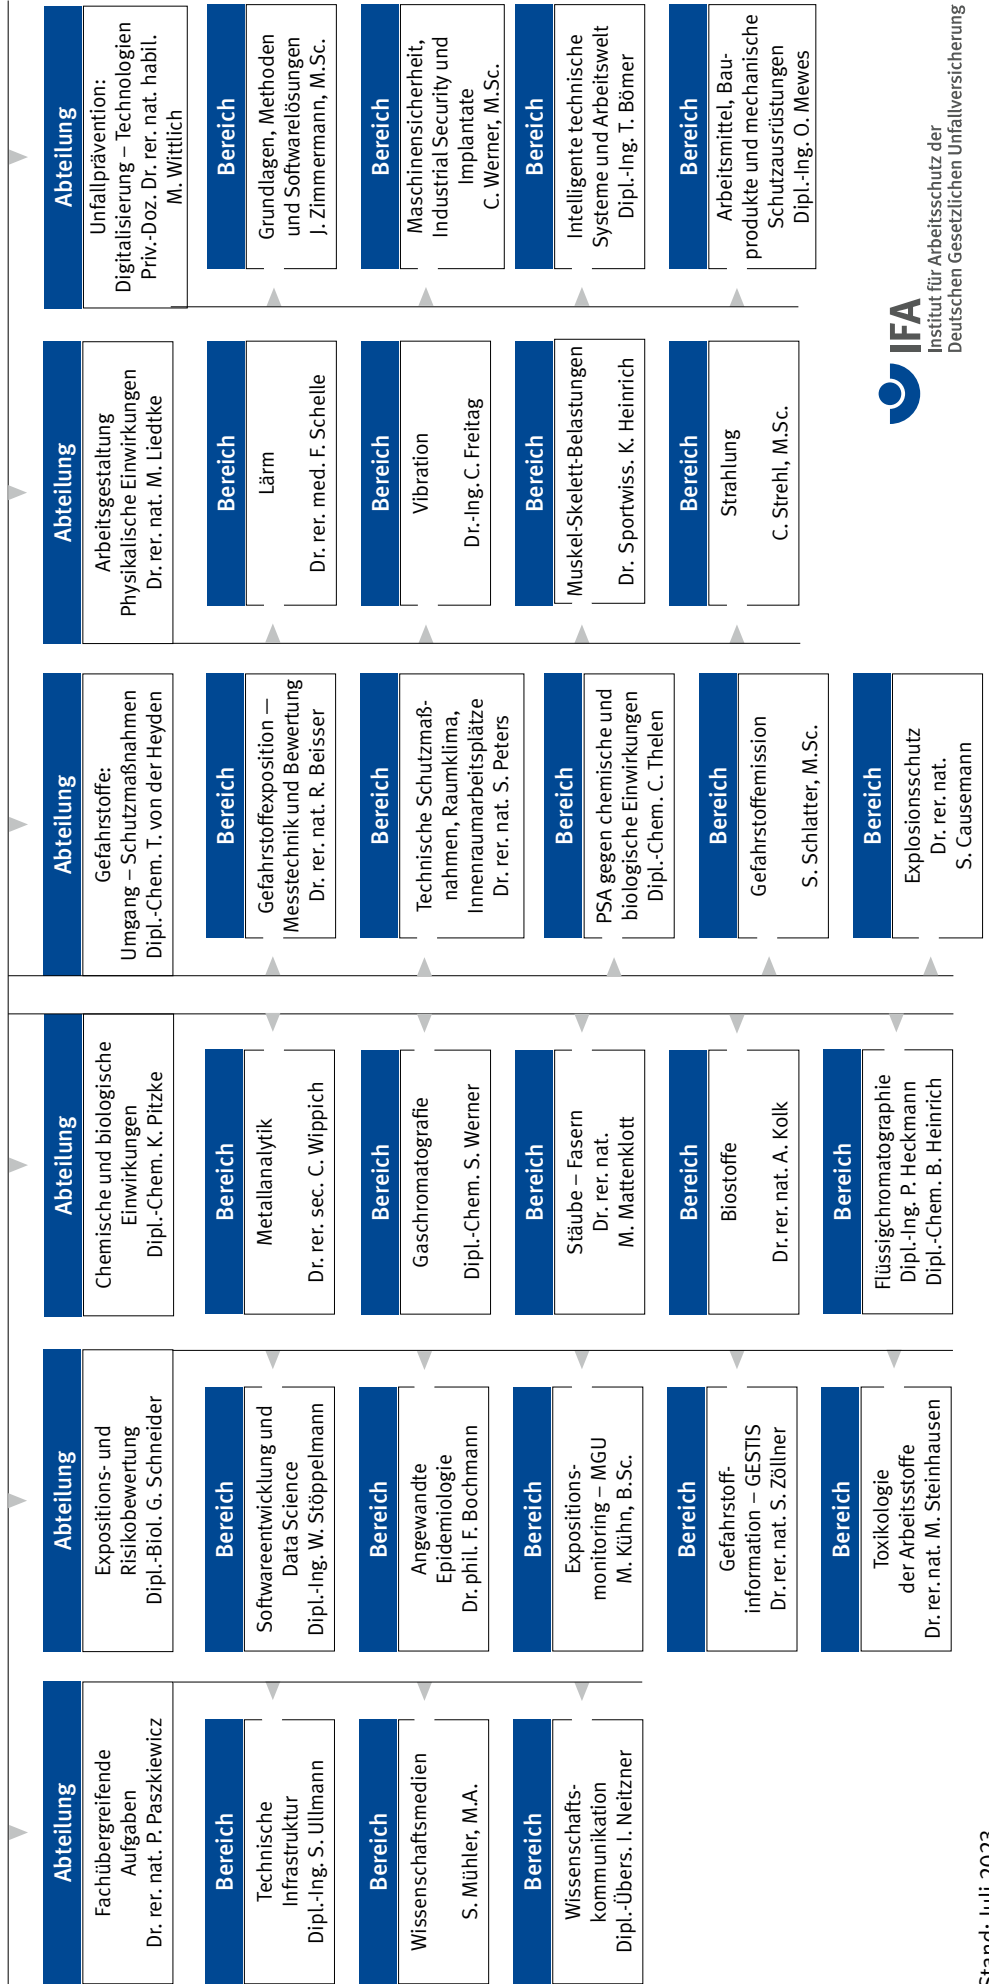 Abteilung
Fachübergreifende
Aufgaben
Dr. rer. nat. P. Paszkiewicz
Bereich
Technische
Infrastruktur
Dipl.-Ing. S. Ullmann
Bereich
Wissenschaftsmedien
S. Mühler, M.A.
Bereich
Wissenschafts-
kommunikation
Dipl.-Übers. I. Neitzner
Abteilung
Expositions- und
Risikobewertung
Dipl.-Biol. G. Schneider
Bereich
Softwareentwicklung und
Data Science
Dipl.-Ing. W. Stöppelmann
Bereich
Angewandte
Epidemiologie
Dr. phil. F. Bochmann
Bereich
Expositions-
monitoring – MGU
M. Kühn, B.Sc.
Bereich
Gefahrstoff-
information – GESTIS
Dr. rer. nat. S. Zöllner
Bereich
Toxikologie
der Arbeitsstoffe
Dr. rer. nat. M. Steinhausen
Abteilung
Chemische und biologische
Einwirkungen
Dipl.-Chem. K. Pitzke
Bereich
Metallanalytik
Dr. rer. sec. C. Wippich
Bereich
Gaschromatografie
Dipl.-Chem. S. Werner
Bereich
Stäube – Fasern
Dr. rer. nat.
M. Mattenklott
Bereich
Biostoffe
Dr. rer. nat. A. Kolk
Bereich
Flüssigchromatographie
Dipl.-Ing. P. Heckmann
Dipl.-Chem. B. Heinrich
Abteilung
Gefahrstoffe:
Umgang – Schutzmaßnahmen
Dipl.-Chem. T. von der Heyden
Bereich
Gefahrstoffexposition —
Messtechnik und Bewertung
Dr. rer. nat. R. Beisser
Bereich
Technische Schutzmaß-
nahmen, Raumklima,
Innenraumarbeitsplätze
Dr. rer. nat. S. Peters
Bereich
PSA gegen chemische und
biologische Einwirkungen
Dipl.-Chem. C. Thelen
Bereich
Gefahrstoffemission
S. Schlatter, M.Sc.
Bereich
Explosionsschutz
Dr. rer. nat.
S. Causemann
Abteilung
Arbeitsgestaltung
Physikalische Einwirkungen
Dr. rer. nat. M. Liedtke
Bereich
Lärm
Dr. rer. med. F. Schelle
Bereich
Vibration
Dr.-Ing. C. Freitag
Bereich
Muskel-Skelett-Belastungen
Dr. Sportwiss. K. Heinrich
Bereich
Strahlung
C. Strehl, M.Sc.
Abteilung
Unfallprävention:
Digitalisierung – Technologien
Priv.-Doz. Dr. rer. nat. habil.
M. Wittlich
Bereich
Grundlagen, Methoden
und Softwarelösungen
J. Zimmermann, M.Sc.
Bereich
Maschinensicherheit,
Industrial Security und
Implantate
C. Werner, M.Sc.
Bereich
Intelligente technische
Systeme und Arbeitswelt
Dipl.-Ing. T. Bömer
Bereich
Arbeitsmittel, Bau-
produkte und mechanische
Schutzausrüstungen
Dipl.-Ing. O. Mewes
Stand: Juli 2023
IFA
Institut für Arbeitsschutz der
Deutschen Gesetzlichen Unfallversicherung